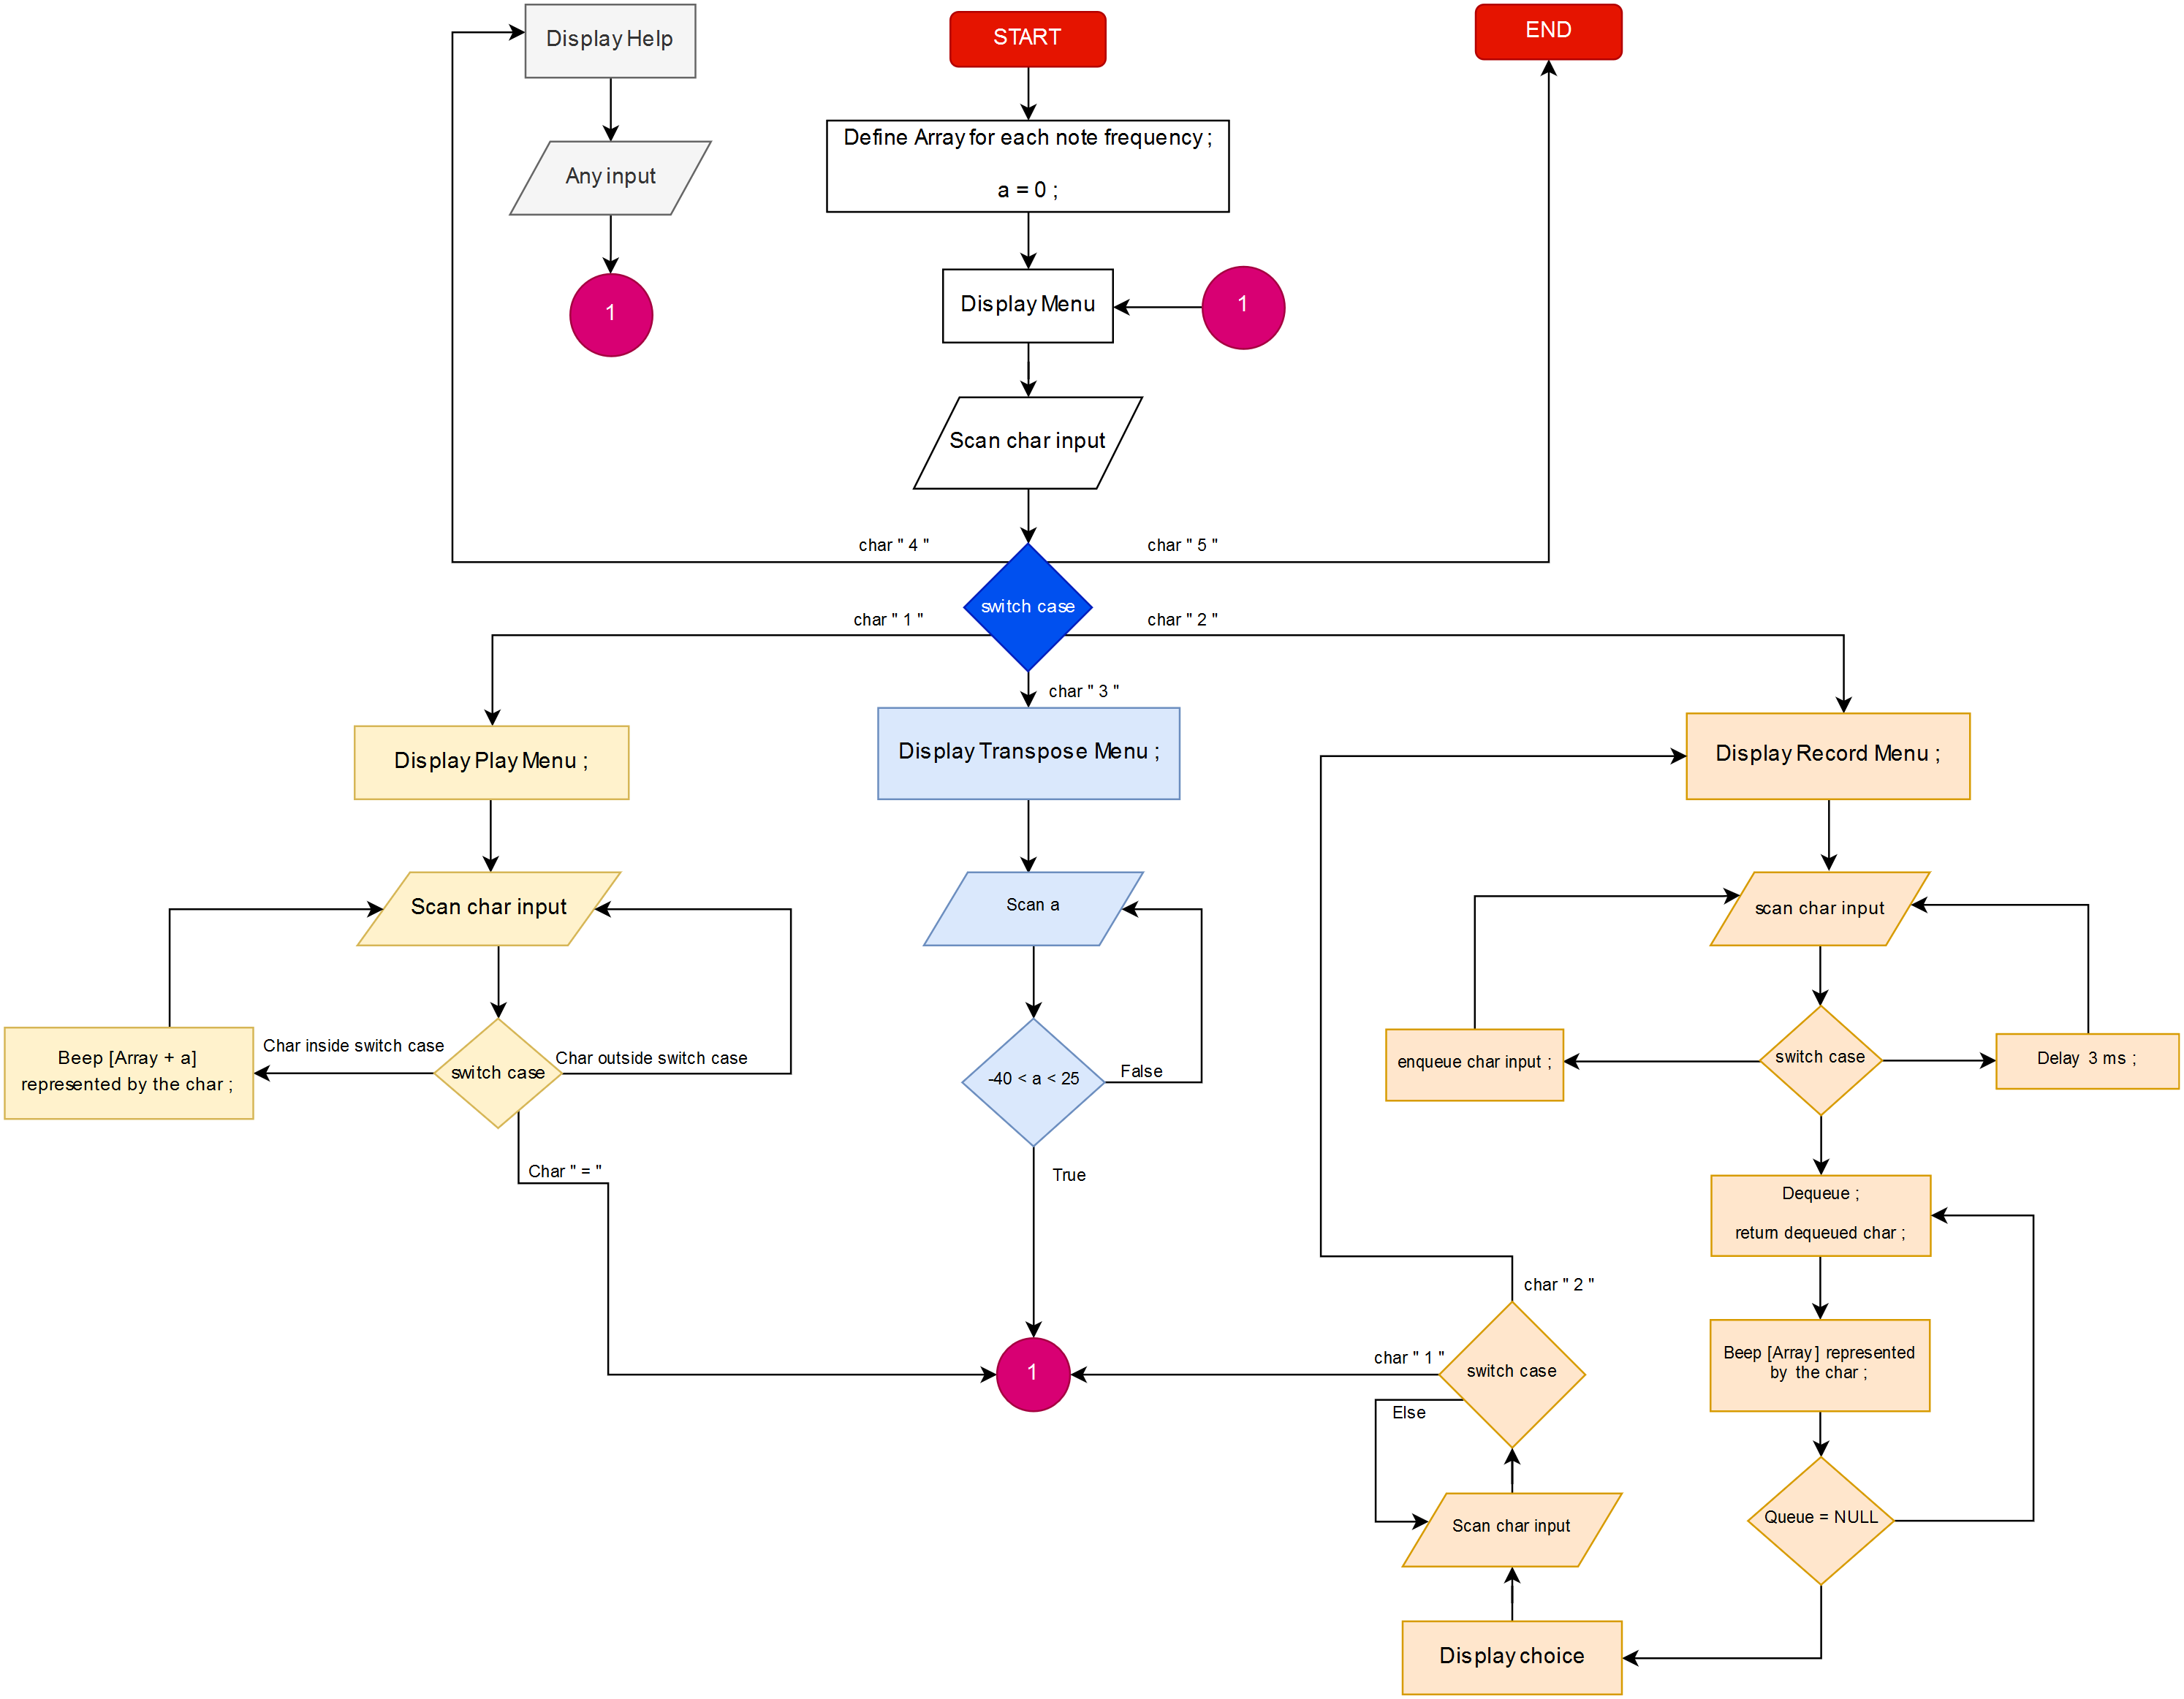 Display Help
START
END
Define Array for each note frequency ;
a = 0 ;
Any input
1
Display Menu
1
Scan char input
char " 4 "
char " 5 "
switch case
char " 1 "
char " 2 "
char " 3 "
Display Play Menu ;
Display Transpose Menu ;
Display Record Menu ;
Scan char input
Scan a
scan char input
Beep [Array + a]
represented by the char ;
Char inside switch case
switch case
Char outside switch case
-40 < a < 25
False
enqueue char input ;
switch case
Delay 3 ms ;
Char " = "
True
Dequeue ;
return dequeued char ;
char " 2 "
Beep [Array] represented
by the char ;
1
char " 1 "
switch case
Else
Scan char input
Queue = NULL
Display choice